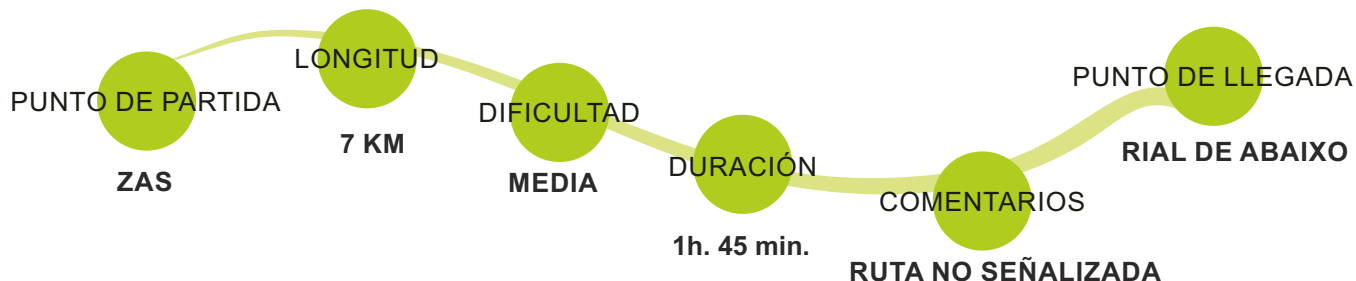 PUNTO DE PARTIDA
ZAS
LONGITUD
7 KM
DIFICULTAD
MEDIA
DURACIÓN
1h. 45 min.
COMENTARIOS
RUTA NO SEÑALIZADA
PUNTO DE LLEGADA
RIAL DE ABAIXO